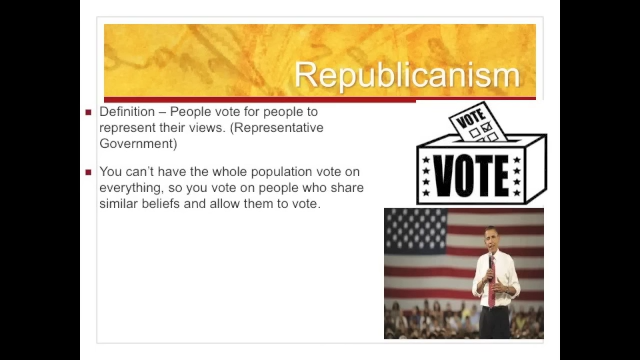 Republicanism
Definition – People vote for people to
represent their views. (Representative
Government)
You can't have the whole population vote on
everything, so you vote on people who share
similar beliefs and allow them to vote.
VOTE
VOTE